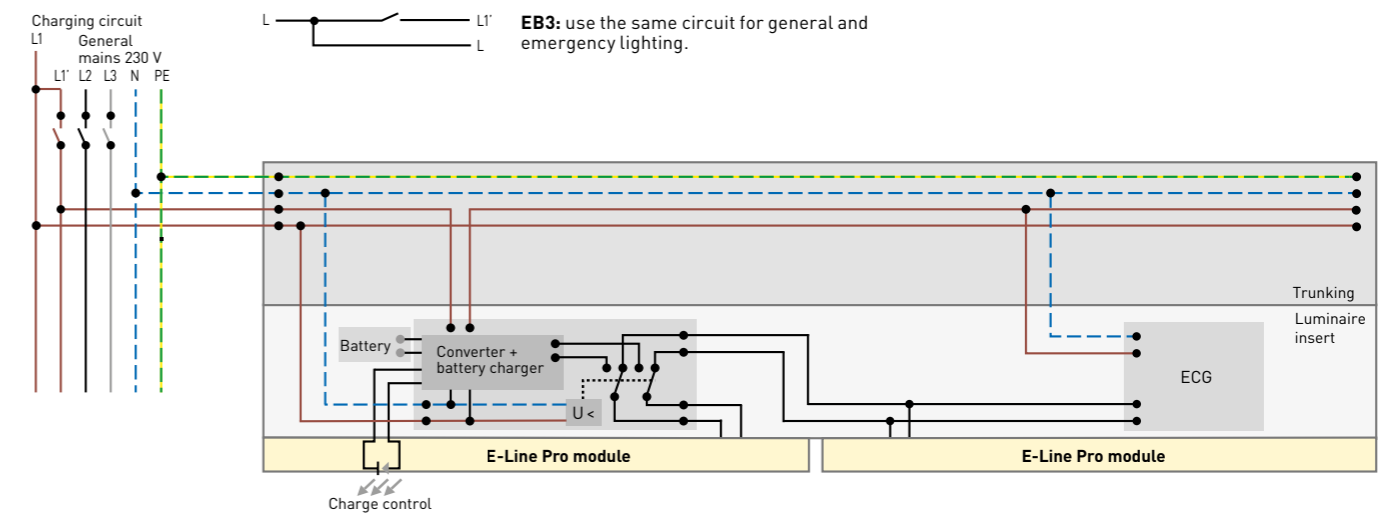 Charging circuit
L1
General
mains 230 V
L1' L2 L3 N PE
L
L1'
L
EB3: use the same circuit for general and
emergency lighting.
Trunking
Luminaire
insert
Battery
Converter +
battery charger
U <
ECG
E-Line Pro module
E-Line Pro module
Charge control